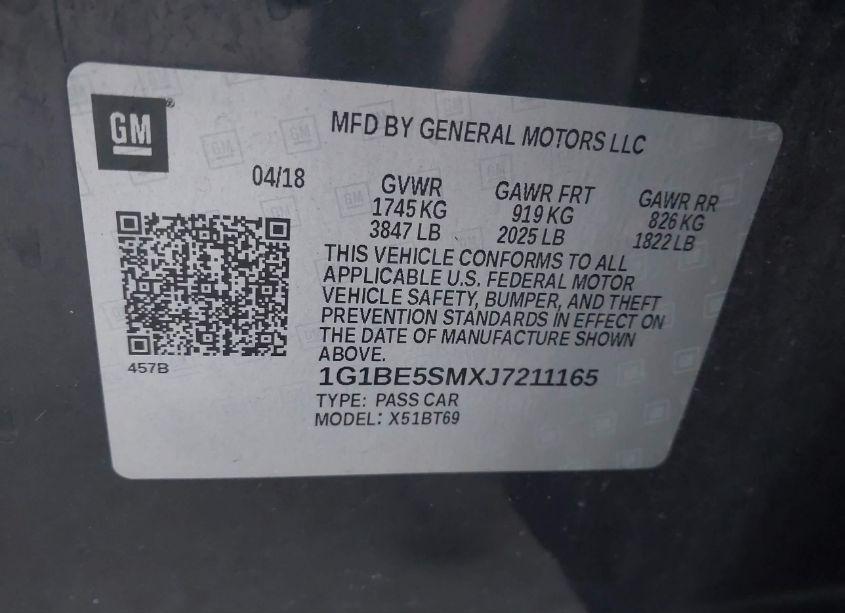 GM®
MFD BY GENERAL MOTORS LLC
04/18
GVWR
1745 KG
3847 LB
GAWR FRT
919 KG
2025 LB
GAWR RR
826 KG
1822 LB
THIS VEHICLE CONFORMS TO ALL
APPLICABLE U.S. FEDERAL MOTOR
VEHICLE SAFETY, BUMPER, AND THEFT
PREVENTION STANDARDS IN EFFECT ON
THE DATE OF MANUFACTURE SHOWN
ABOVE.
457B
1G1BE5SMXJ7211165
TYPE: PASS CAR
MODEL: X51BT69